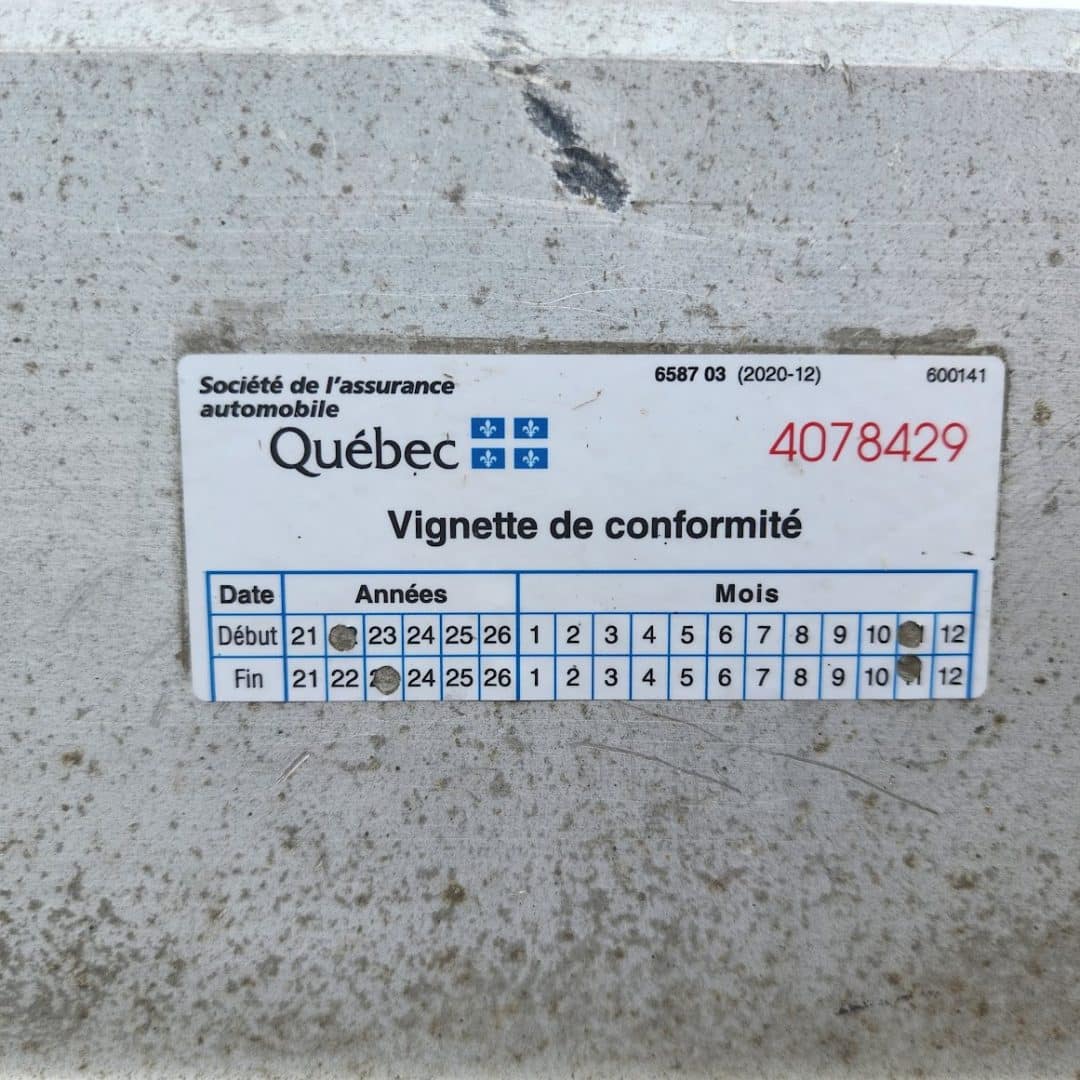 Société de l'assurance
automobile
Québec
6587 03 (2020-12)
600141
4078429
Vignette de conformité
Date Années Mois
Début 21 23 24 25 26 1 2 3 4 5 6 7 8 9 10 12
Fin 21 22 24 25 26 1 2 3 4 5 6 7 8 9 10 12